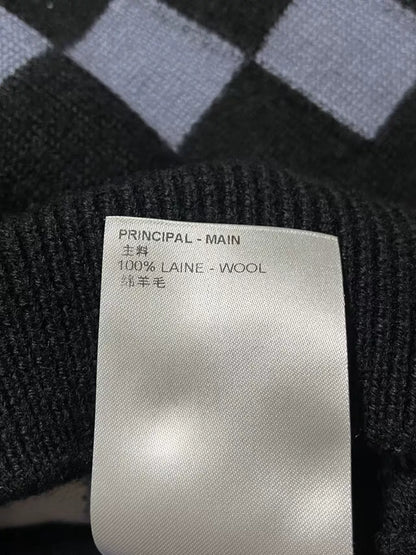 PRINCIPAL - MAIN
主料
100% LAINE - WOOL
绵羊毛